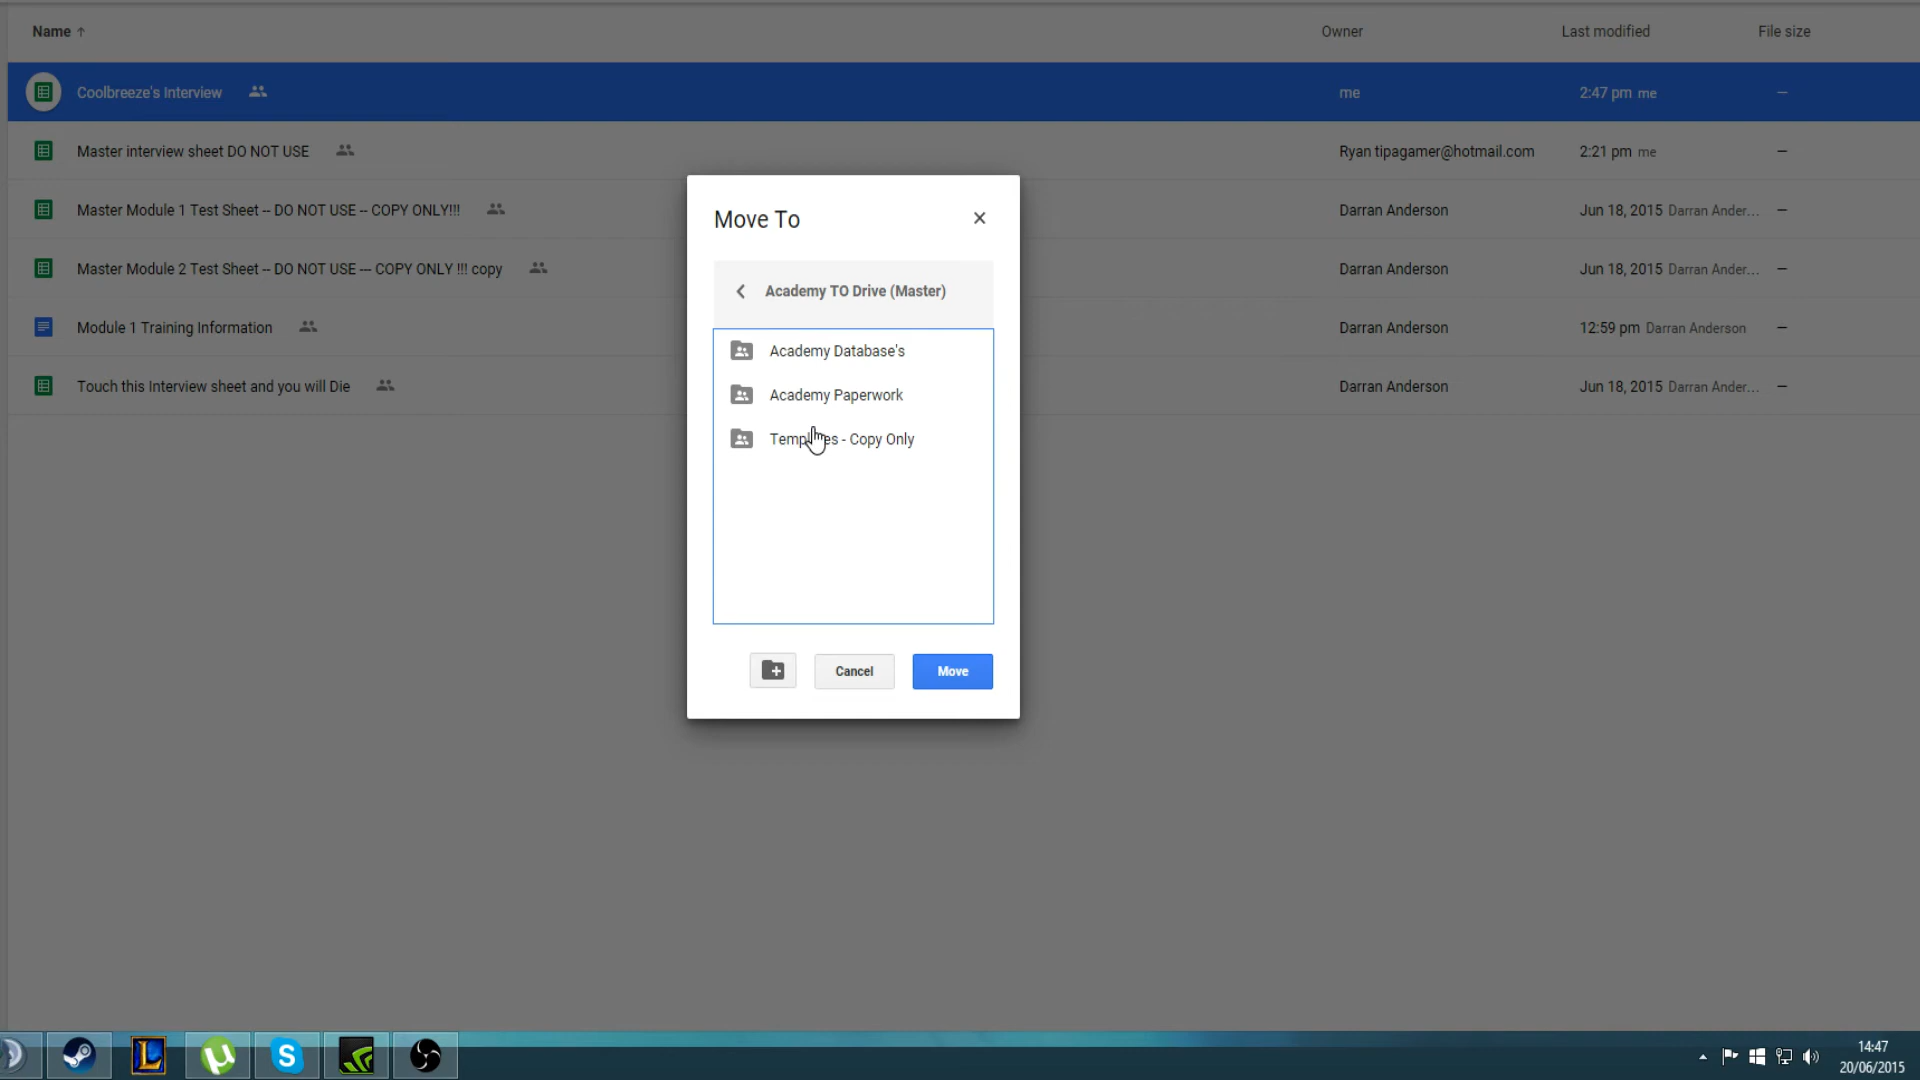 Name ↑ Owner Last modified File size
Coolbreeze's Interview me 2:47 pm me –
Master interview sheet DO NOT USE Ryan tipagamer@hotmail.com 2:21 pm me –
Master Module 1 Test Sheet -- DO NOT USE -- COPY ONLY!!! Darran Anderson Jun 18, 2015 Darran Ander... –
Master Module 2 Test Sheet -- DO NOT USE --- COPY ONLY !!! copy Darran Anderson Jun 18, 2015 Darran Ander... –
Module 1 Training Information Darran Anderson 12:59 pm Darran Anderson –
Touch this Interview sheet and you will Die Darran Anderson Jun 18, 2015 Darran Ander... –
Move To
Academy TO Drive (Master)
Academy Database's
Academy Paperwork
Templates - Copy Only
Cancel Move
14:47
20/06/2015